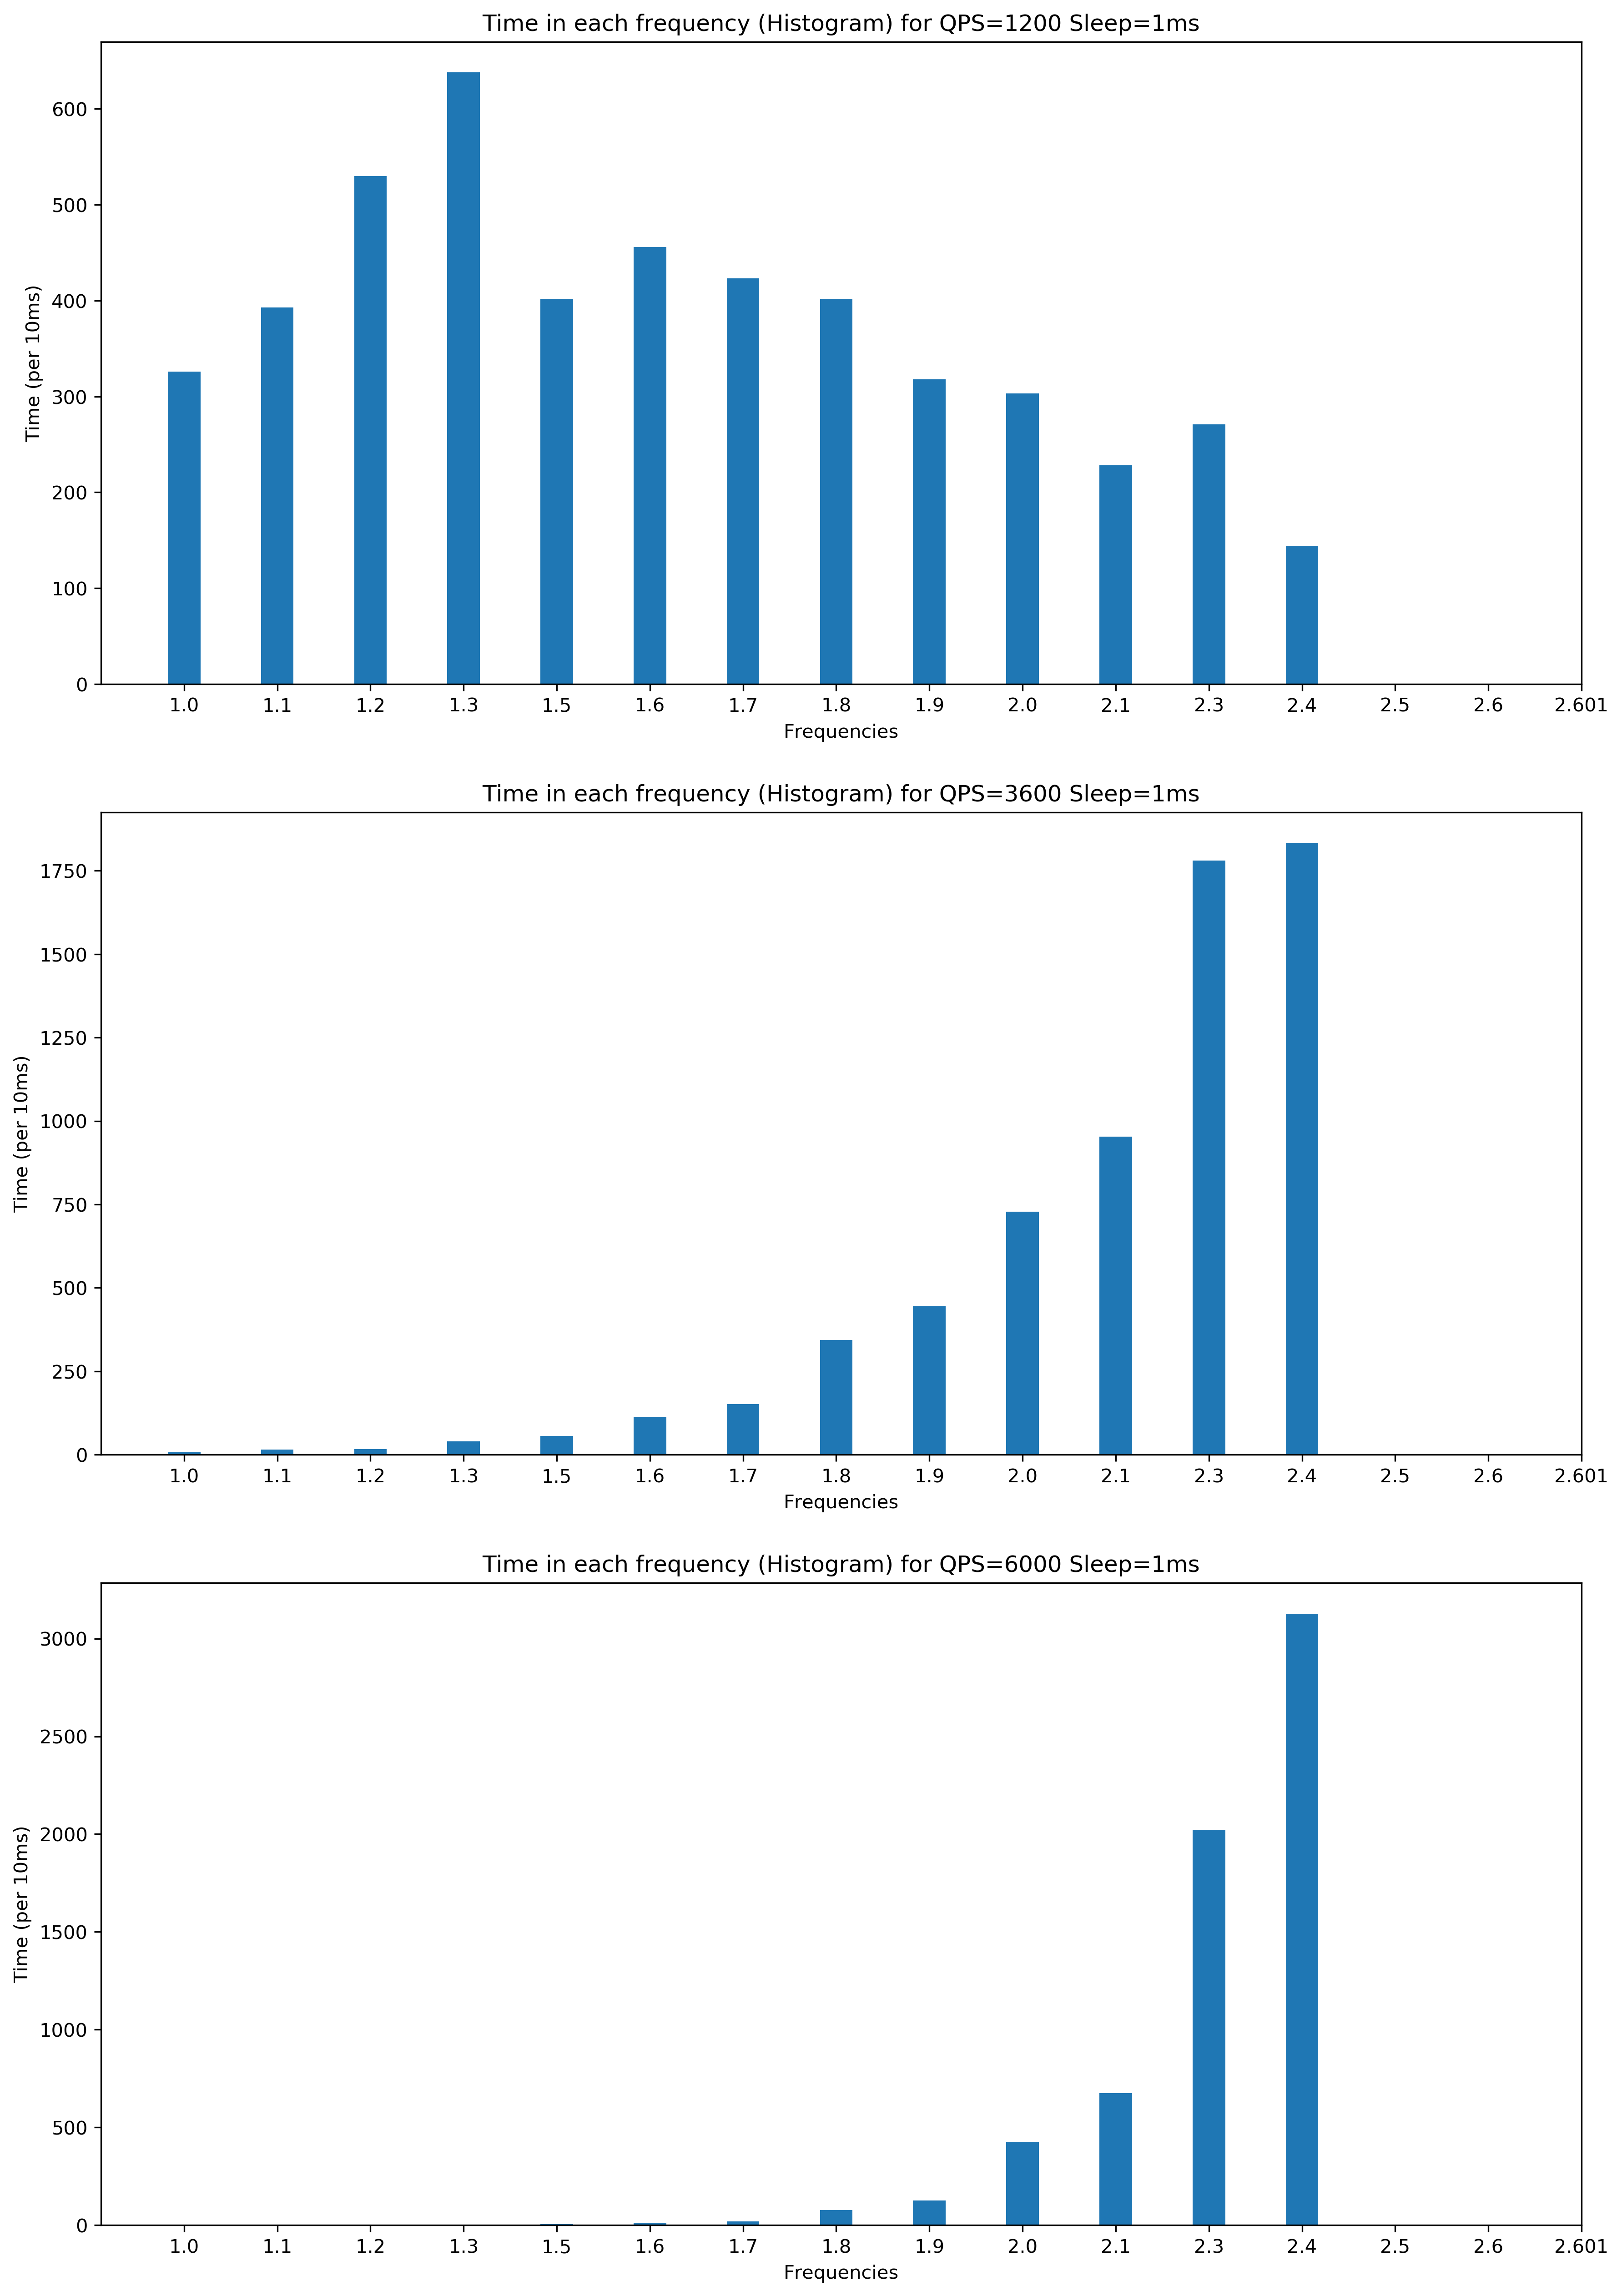 Time in each frequency (Histogram) for QPS=1200 Sleep=1ms
600
500
400
300
200
100
0
Time (per 10ms)
1.0 1.1 1.2 1.3 1.5 1.6 1.7 1.8 1.9 2.0 2.1 2.3 2.4 2.5 2.6 2.601
Frequencies
Time in each frequency (Histogram) for QPS=3600 Sleep=1ms
1750
1500
1250
1000
750
500
250
0
Time (per 10ms)
1.0 1.1 1.2 1.3 1.5 1.6 1.7 1.8 1.9 2.0 2.1 2.3 2.4 2.5 2.6 2.601
Frequencies
Time in each frequency (Histogram) for QPS=6000 Sleep=1ms
3000
2500
2000
1500
1000
500
0
Time (per 10ms)
1.0 1.1 1.2 1.3 1.5 1.6 1.7 1.8 1.9 2.0 2.1 2.3 2.4 2.5 2.6 2.601
Frequencies